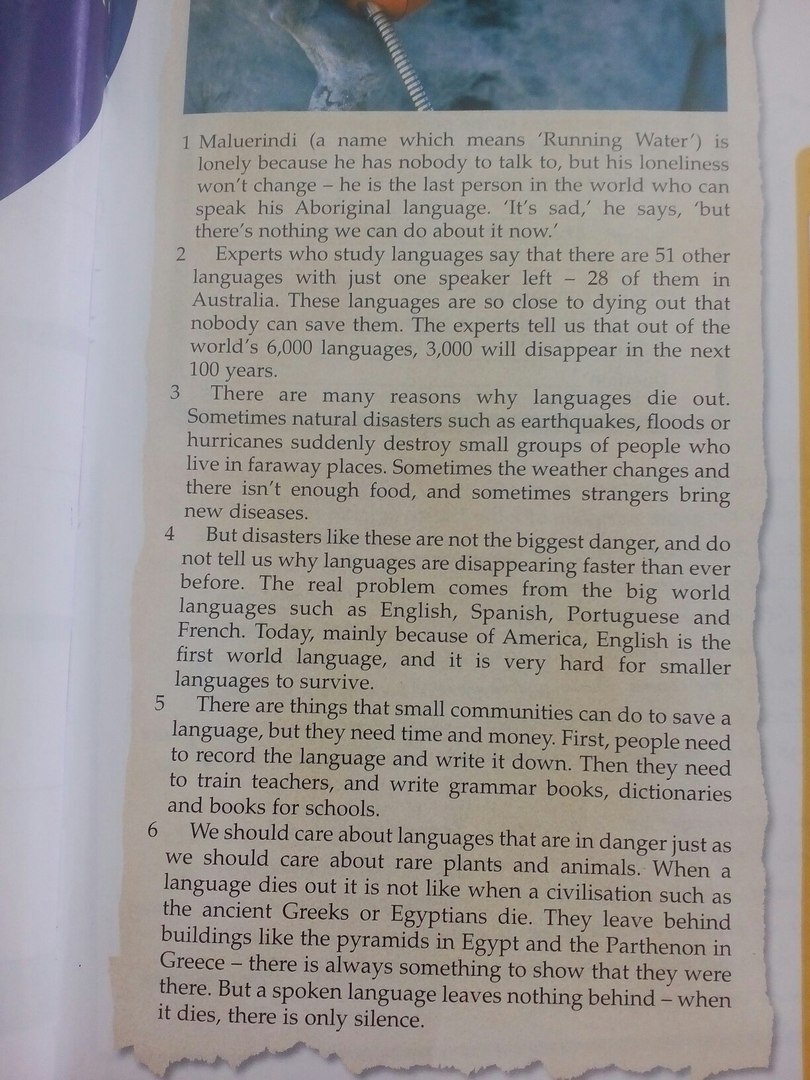 1 Maluerindi (a name which means ‘Running Water’) is
lonely because he has nobody to talk to, but his loneliness
won’t change – he is the last person in the world who can
speak his Aboriginal language. ‘It’s sad,’ he says, ‘but
there’s nothing we can do about it now.’
2 Experts who study languages say that there are 51 other
languages with just one speaker left – 28 of them in
Australia. These languages are so close to dying out that
nobody can save them. The experts tell us that out of the
world’s 6,000 languages, 3,000 will disappear in the next
100 years.
3 There are many reasons why languages die out.
Sometimes natural disasters such as earthquakes, floods or
hurricanes suddenly destroy small groups of people who
live in faraway places. Sometimes the weather changes and
there isn’t enough food, and sometimes strangers bring
new diseases.
4 But disasters like these are not the biggest danger, and do
not tell us why languages are disappearing faster than ever
before. The real problem comes from the big world
languages such as English, Spanish, Portuguese and
French. Today, mainly because of America, English is the
first world language, and it is very hard for smaller
languages to survive.
5 There are things that small communities can do to save a
language, but they need time and money. First, people need
to record the language and write it down. Then they need
to train teachers, and write grammar books, dictionaries
and books for schools.
6 We should care about languages that are in danger just as
we should care about rare plants and animals. When a
language dies out it is not like when a civilisation such as
the ancient Greeks or Egyptians die. They leave behind
buildings like the pyramids in Egypt and the Parthenon in
Greece – there is always something to show that they were
there. But a spoken language leaves nothing behind – when
it dies, there is only silence.